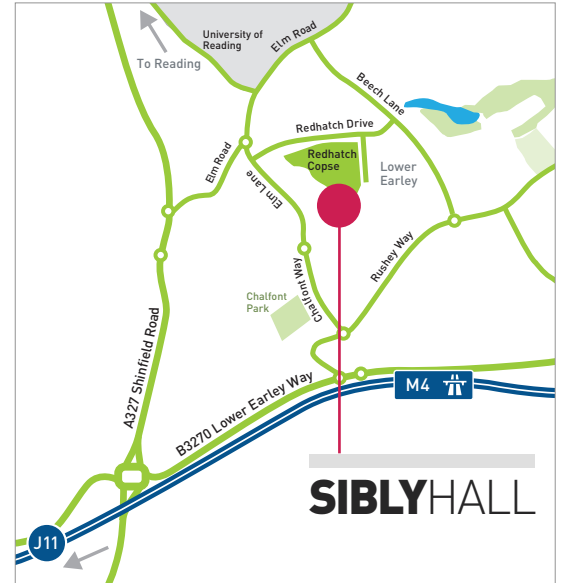 University of
Reading
Elm Road
To Reading
Beech Lane
Redhatch Drive
Redhatch
Copse
Elm Road
Lower
Earley
Elm Lane
Rushey Way
Chalfont Way
Chalfont
Park
A327 Shinfield Road
B3270 Lower Earley Way
M4
SIBLYHALL
J11